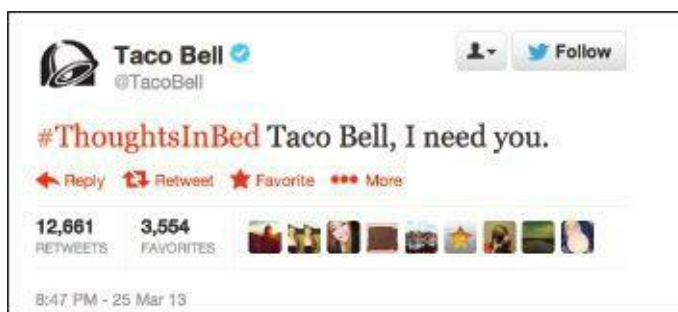 Taco Bell
Follow
@TacoBell
#ThoughtsInBed Taco Bell, I need you.
Reply Retweet Favorite More
12,661 3,554
RETWEETS FAVORITES
8:47 PM - 25 Mar 13